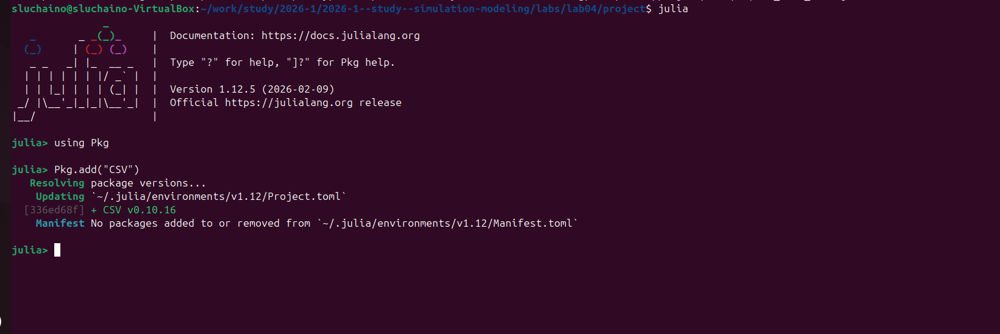 sluchaino@sluchaino-VirtualBox:~/work/study/2026-1/2026-1--study--simulation-modeling/labs/lab04/project$ julia
               _
   _       _ _(_)_     |  Documentation: https://docs.julialang.org
  (_)     | (_) (_)    |
   _ _   _| |_  __ _   |  Type "?" for help, "]?" for Pkg help.
  | | | | | | |/ _` |  |
  | | |_| | | | (_| |  |  Version 1.12.5 (2026-02-09)
 _/ |\__'_|_|_|\__'_|  |  Official https://julialang.org release
|__/                   |
julia> using Pkg
julia> Pkg.add("CSV")
   Resolving package versions...
    Updating `~/.julia/environments/v1.12/Project.toml`
  [336ed68f] + CSV v0.10.16
    Manifest No packages added to or removed from `~/.julia/environments/v1.12/Manifest.toml`
julia>